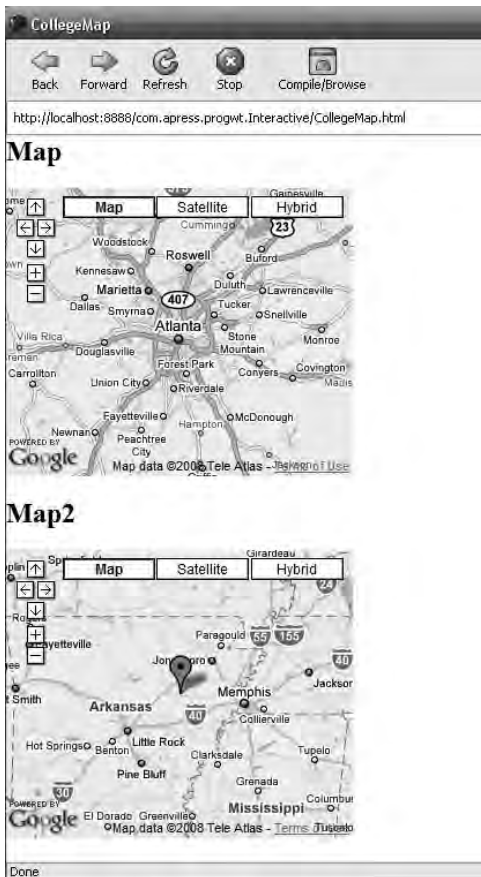 CollegeMap
Back Forward Refresh Stop Compile/Browse
http://localhost:8888/com.apress.progwt.Interactive/CollegeMap.html
Map
Map Satellite Hybrid
Gainesville
Cumming
23
Woodstock
Roswell
Buford
Kennesaw
Marietta
407
Duluth
Lawrenceville
Dallas
Smyrna
Tucker
Snellville
Atlanta
Villa Rica
Stone Mountain
Monroe
Douglasville
Forest Park
Carrollton
Conyers
Covington
Union City
Riverdale
Fayetteville
McDonough
Newnan
Hampton
Peachtree City
POWERED BY
Google
Map data ©2008 Tele Atlas - Terms of Use
Map2
Girardeau
Map Satellite Hybrid
24
Paragould
55
155
40
Memphis
Arkansas
40
Collierville
Little Rock
Hot Springs
Benton
Clarksdale
Tupelo
Pine Bluff
Grenada
30
Mississippi
POWERED BY
Google
El Dorado
Greenville
Map data ©2008 Tele Atlas - Terms
Done